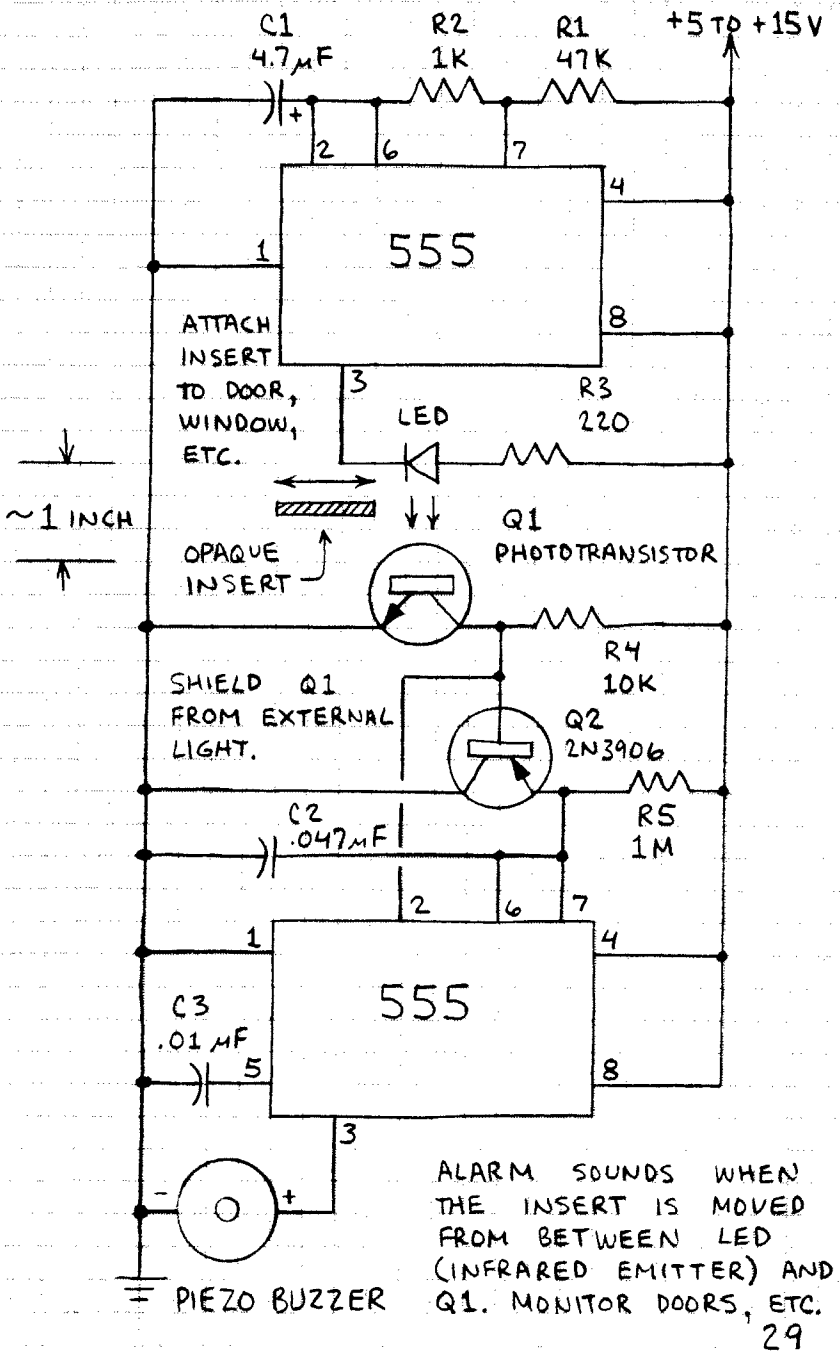 C1
4.7μF
R2
1K
R1
47K
+5 TO +15V
+
2
6
7
4
1
555
8
3
ATTACH
INSERT
TO DOOR,
WINDOW,
ETC.
LED
R3
220
~1 INCH
OPAQUE
INSERT
Q1
PHOTOTRANSISTOR
R4
10K
SHIELD Q1
FROM EXTERNAL
LIGHT.
Q2
2N3906
R5
1M
C2
.047μF
2
6
7
1
4
555
C3
.01μF
5
8
3
-
+
PIEZO BUZZER
ALARM SOUNDS WHEN
THE INSERT IS MOVED
FROM BETWEEN LED
(INFRARED EMITTER) AND
Q1. MONITOR DOORS, ETC.
29